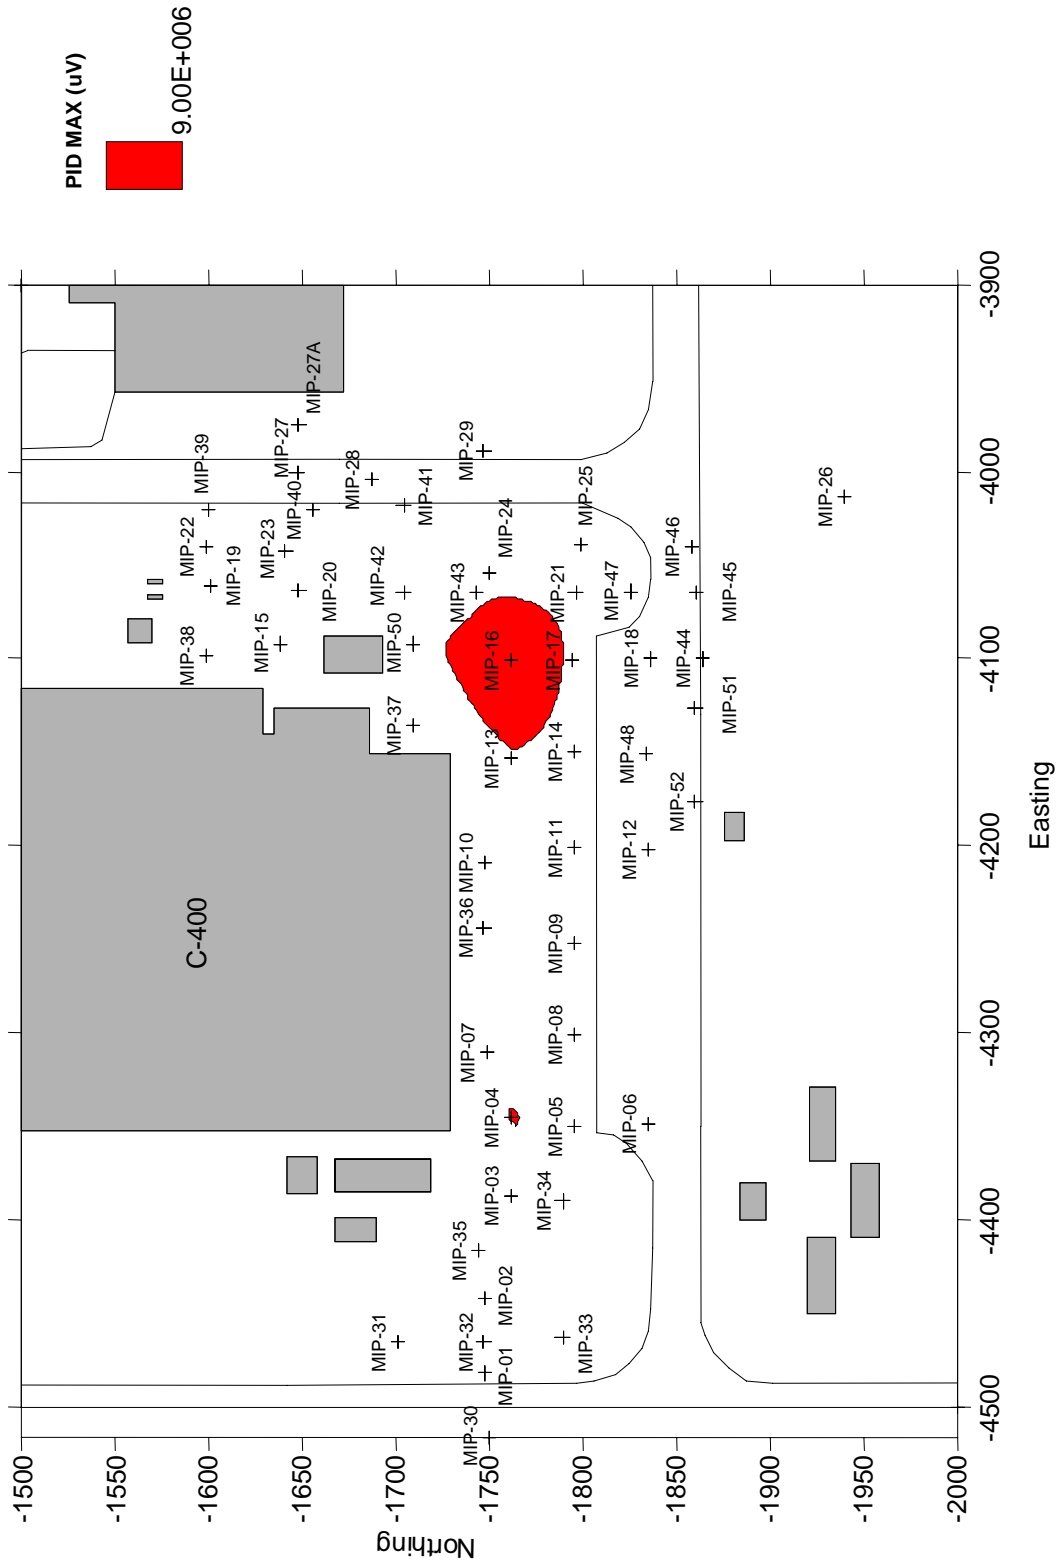 PID MAX (uV)
9.00E+006
Northing
-1500
-1550
-1600
-1650
-1700
-1750
-1800
-1850
-1900
-1950
-2000
Easting
-4500
-4400
-4300
-4200
-4100
-4000
-3900
C-400
MIP-38
MIP-22
MIP-39
MIP-19
MIP-15
MIP-23
MIP-40
MIP-27
MIP-27A
MIP-20
MIP-28
MIP-42
MIP-41
MIP-50
MIP-37
MIP-43
MIP-29
MIP-24
MIP-16
MIP-13
MIP-25
MIP-21
MIP-17
MIP-14
MIP-47
MIP-18
MIP-48
MIP-46
MIP-45
MIP-44
MIP-51
MIP-52
MIP-26
MIP-10
MIP-36
MIP-11
MIP-12
MIP-09
MIP-08
MIP-07
MIP-04
MIP-05
MIP-06
MIP-03
MIP-34
MIP-35
MIP-02
MIP-31
MIP-32
MIP-01
MIP-33
MIP-30